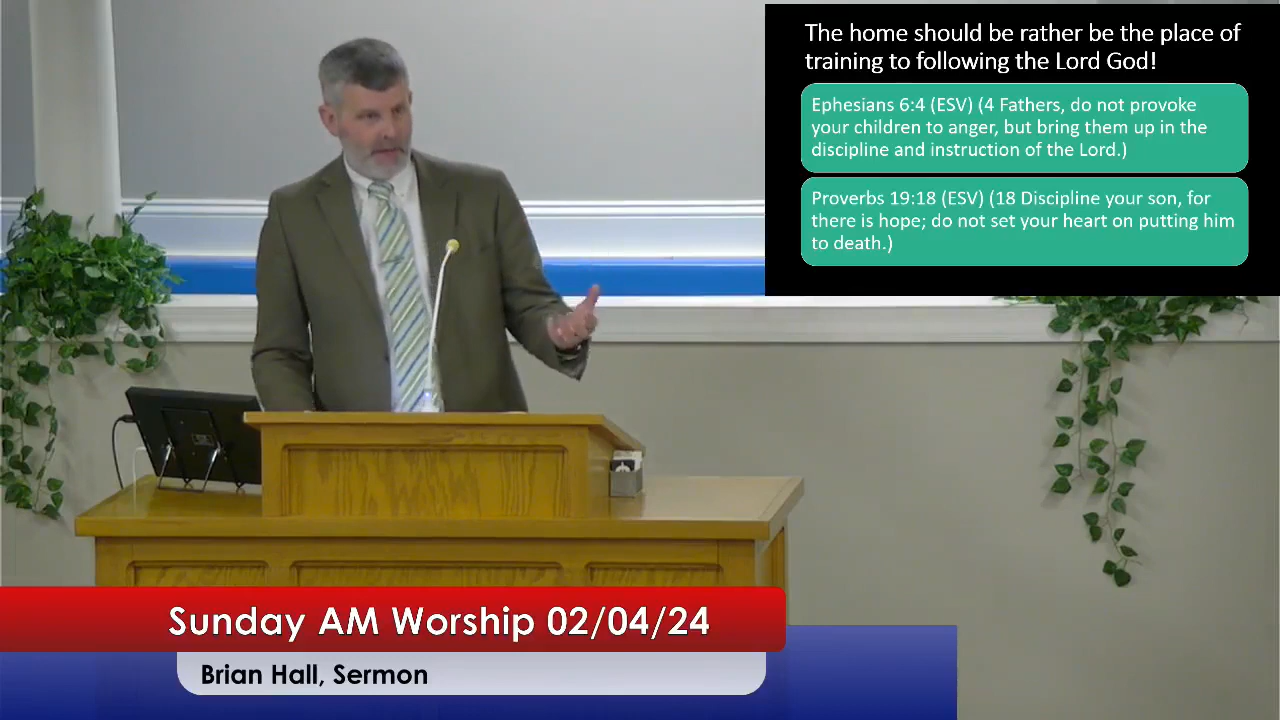 The home should be rather be the place of
training to following the Lord God!
Ephesians 6:4 (ESV) (4 Fathers, do not provoke
your children to anger, but bring them up in the
discipline and instruction of the Lord.)
Proverbs 19:18 (ESV) (18 Discipline your son, for
there is hope; do not set your heart on putting him
to death.)
Sunday AM Worship 02/04/24
Brian Hall, Sermon